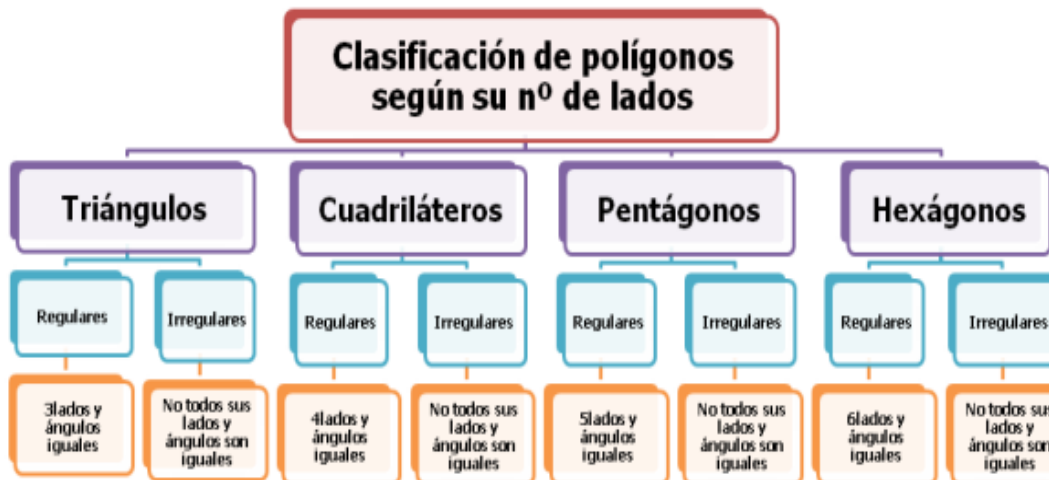 Clasificación de polígonos
según su nº de lados
Triángulos
Cuadriláteros
Pentágonos
Hexágonos
Regulares
Irregulares
Regulares
Irregulares
Regulares
Irregulares
Regulares
Irregulares
3lados y
ángulos
iguales
No todos sus
lados y
ángulos son
iguales
4lados y
ángulos
iguales
No todos sus
lados y
ángulos son
iguales
5lados y
ángulos
iguales
No todos sus
lados y
ángulos son
iguales
6lados y
ángulos
iguales
No todos sus
lados y
ángulos son
iguales